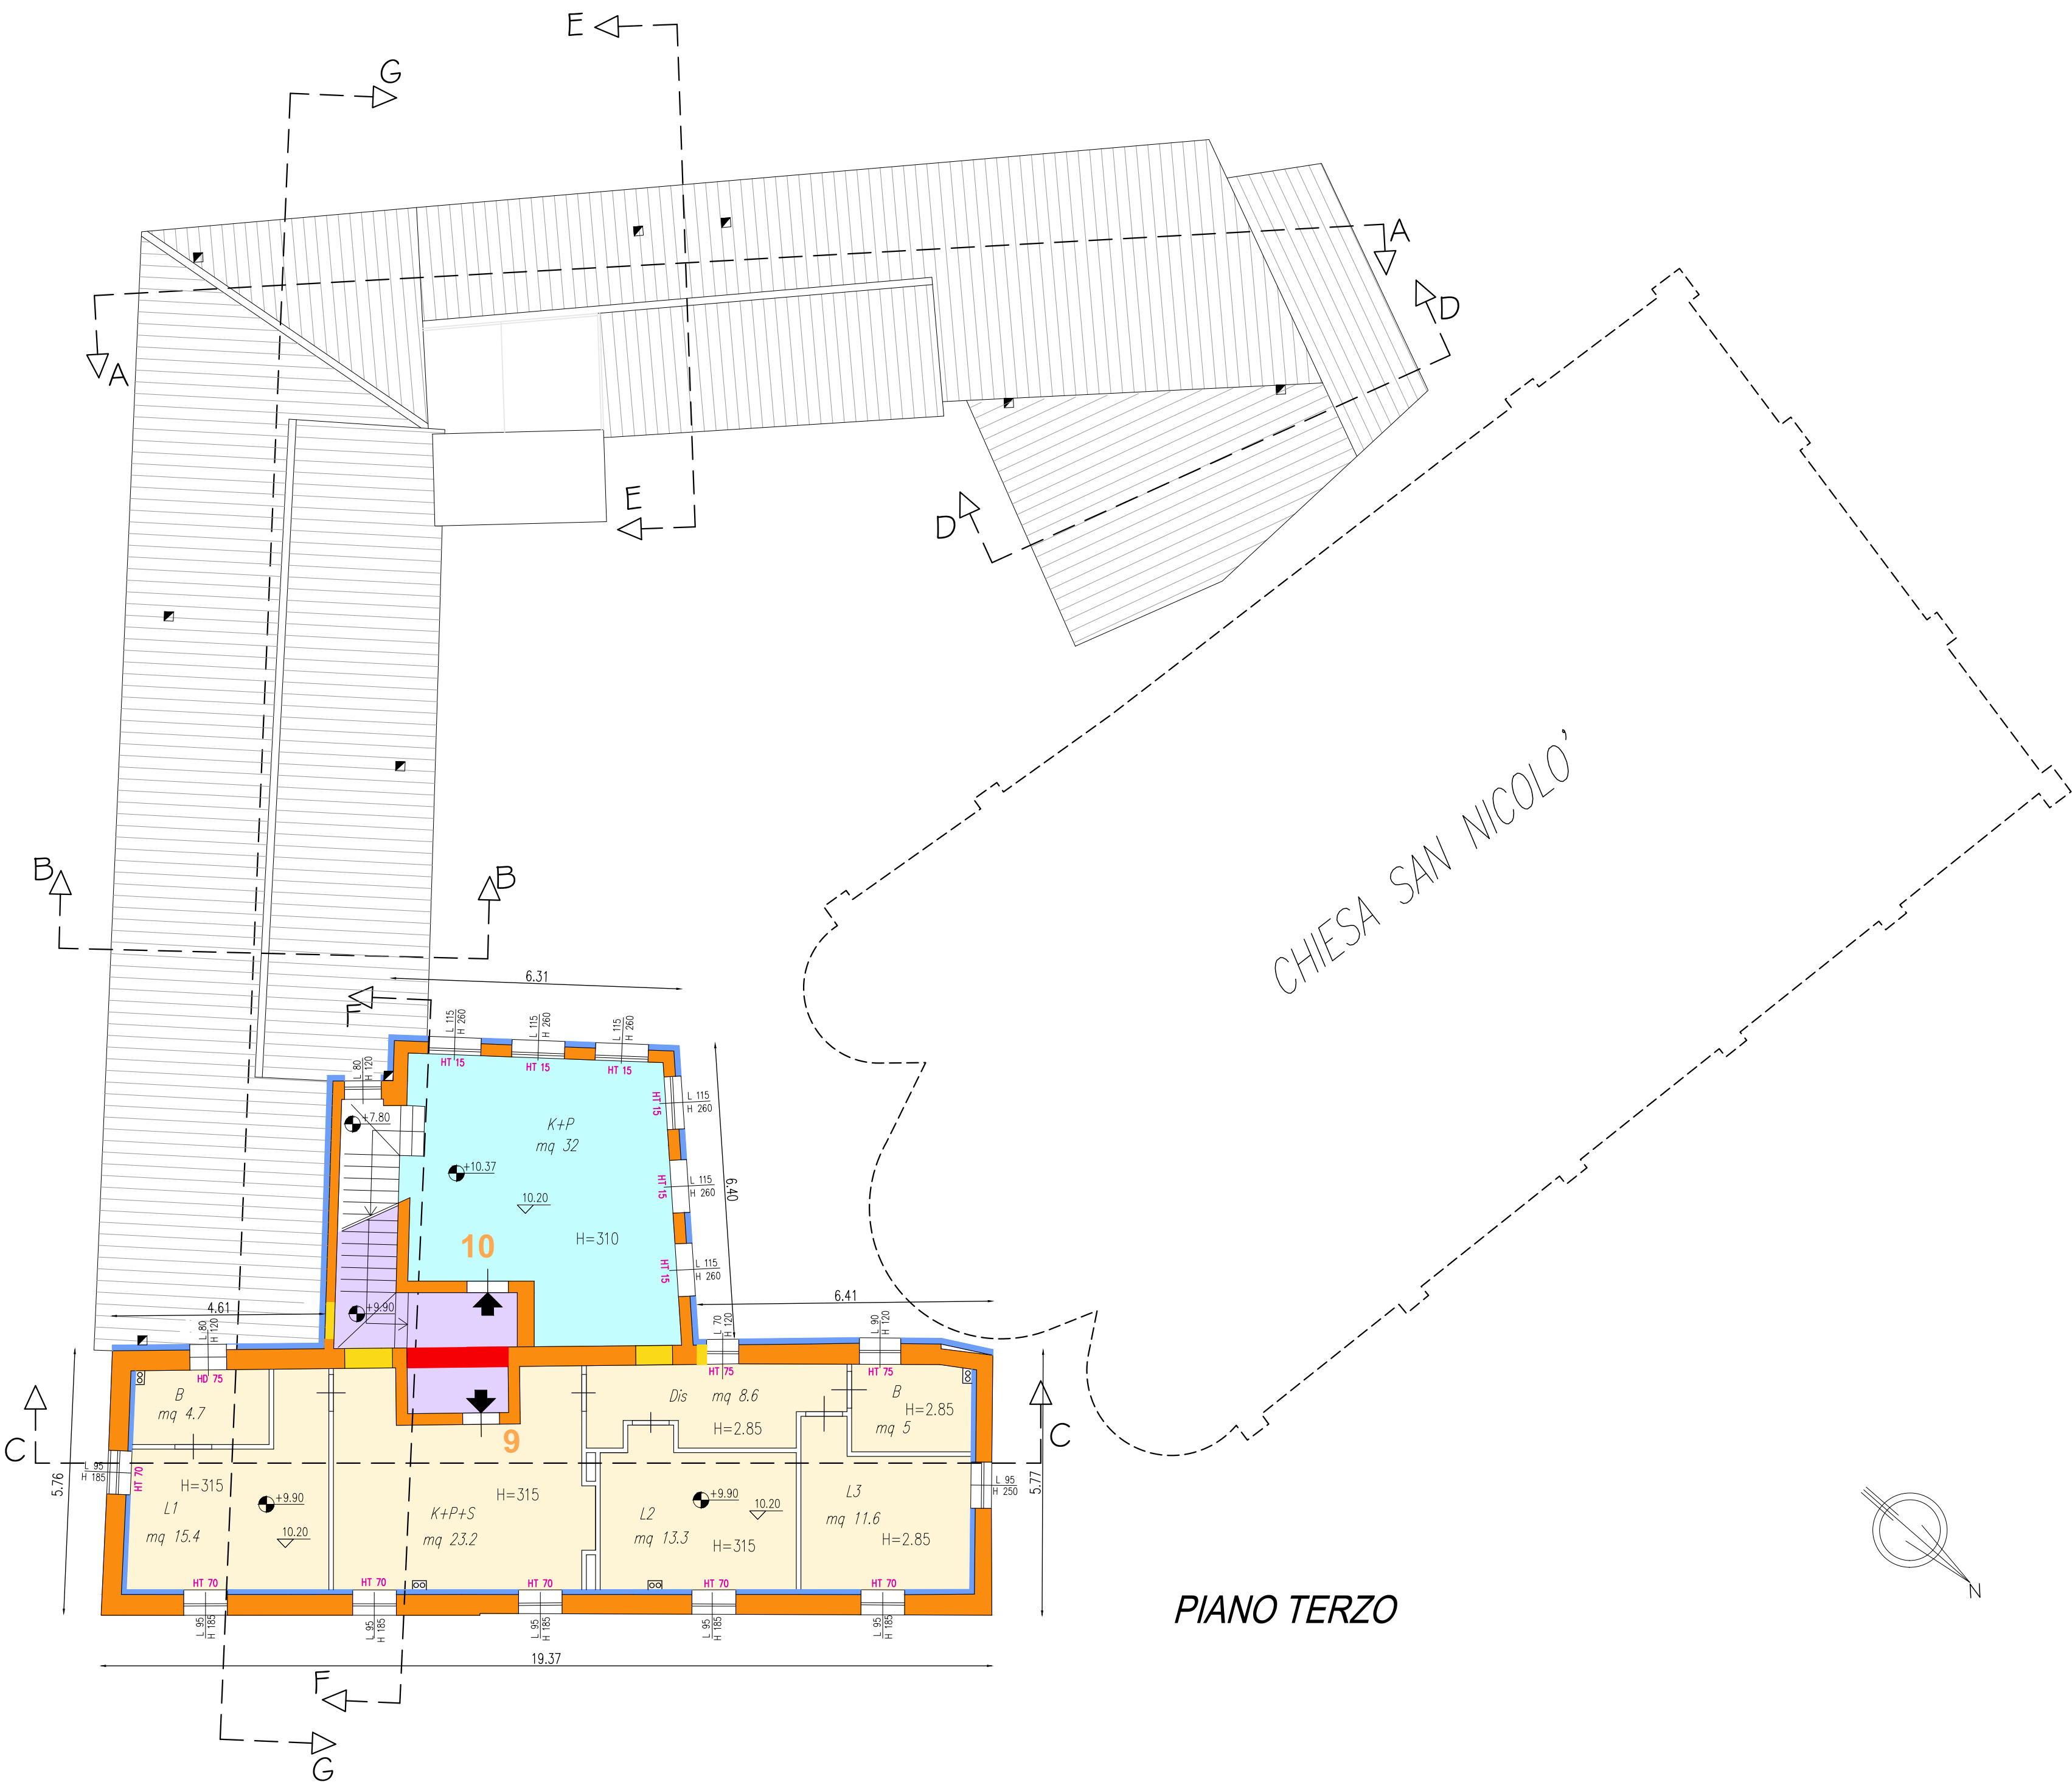 E
G
A
D
A
E
D
CHIESA SAN NICOLO'
B
B
6.31
F
L 115
H 260
L 115
H 260
L 115
H 260
L 80
H 120
HT 15
HT 15
HT 15
HT 15
L 115
H 260
+7.80
K+P
mq 32
+10.37
HT 15
L 115
H 260
6.40
10.20
10
H=310
HT 15
L 115
H 260
4.61
+9.90
6.41
L 80
H 120
L 70
H 120
L 90
H 120
HD 75
HT 75
HT 75
B
mq 4.7
Dis mq 8.6
H=2.85
B
H=2.85
mq 5
9
C
C
5.76
L 95
H 185
HT 70
H=315
L1
mq 15.4
+9.90
10.20
H=315
K+P+S
mq 23.2
L2
mq 13.3
+9.90
10.20
H=315
L3
mq 11.6
H=2.85
L 95
H 250
5.77
HT 70
HT 70
HT 70
HT 70
HT 70
L 95
H 185
L 95
H 185
L 95
H 185
L 95
H 185
L 95
H 185
19.37
F
G
PIANO TERZO
N